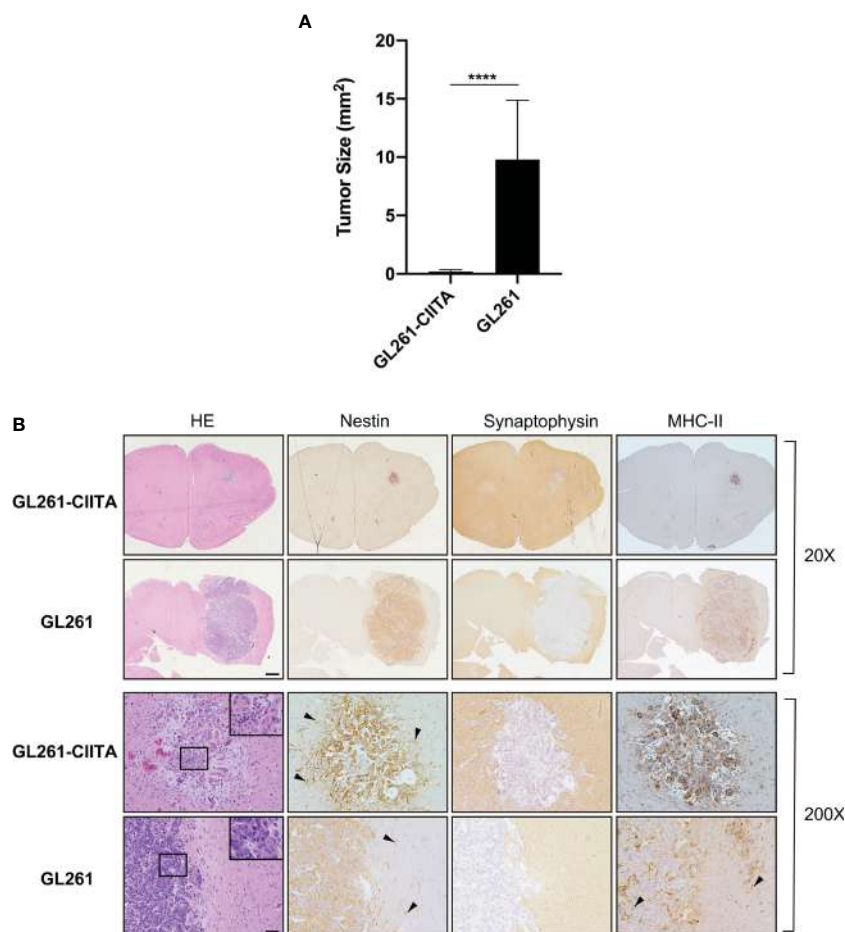 A
20
15
10
5
0
Tumor Size (mm²)
****
GL261-CIITA
GL261
B
HE Nestin Synaptophysin MHC-II
GL261-CIITA
GL261
20X
GL261-CIITA
GL261
200X